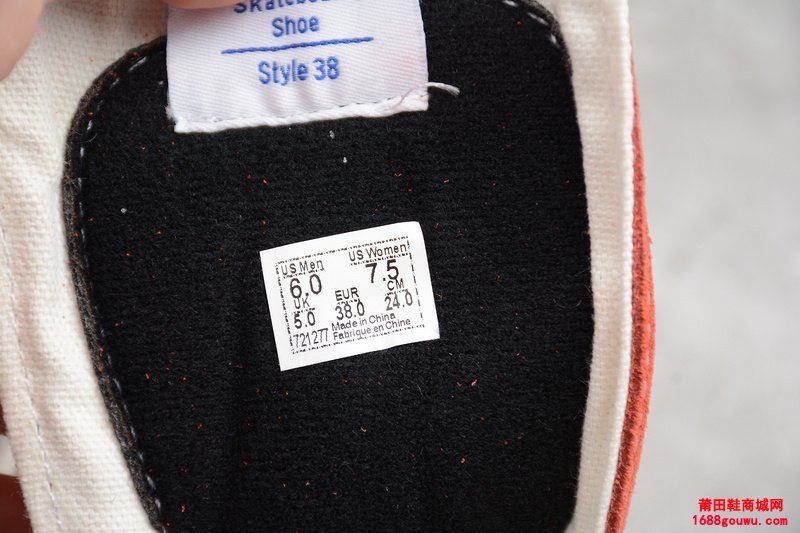 Shoe
Style 38
US Men US Women
6.0 7.5
UK EUR CM
5.0 38.0 24.0
721277 Made in China
Fabrique en Chine
莆田鞋商城网
1688gouwu.com